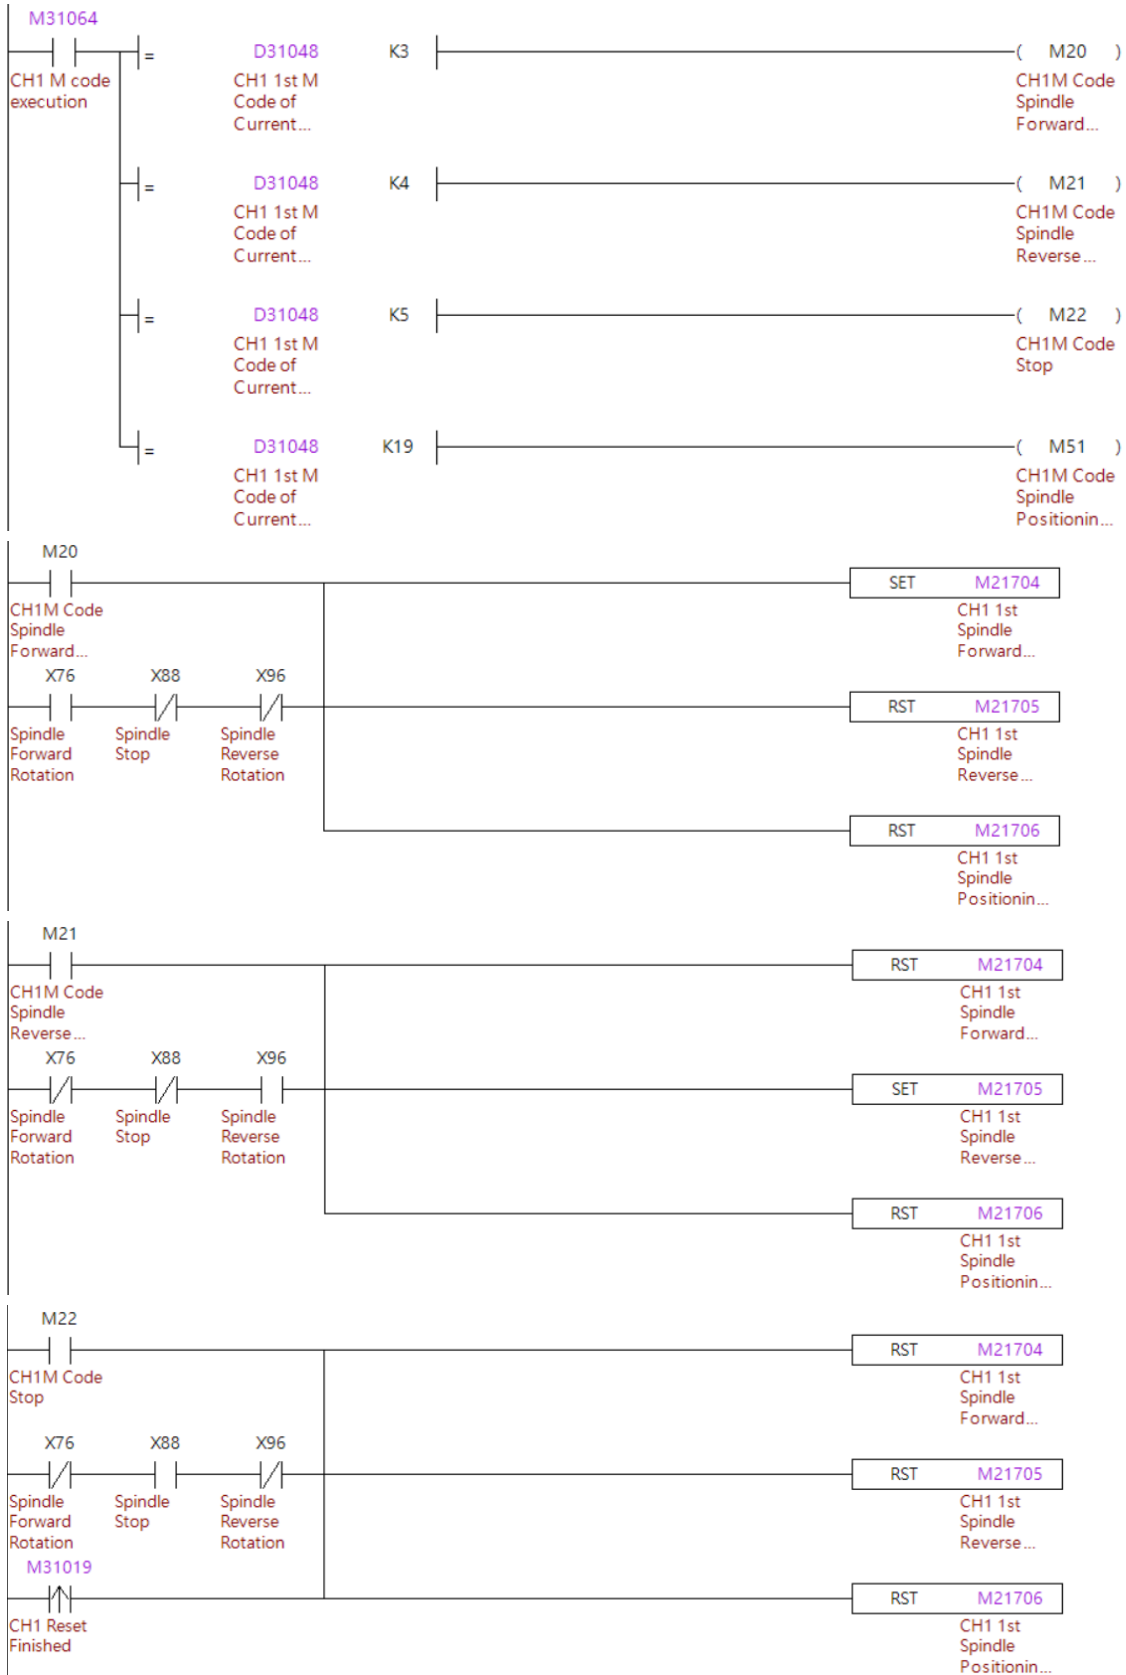 M31064
= D31048 K3 ( M20 )
CH1 M code
execution
CH1 1st M
Code of
Current...
CH1M Code
Spindle
Forward...
= D31048 K4 ( M21 )
CH1 1st M
Code of
Current...
CH1M Code
Spindle
Reverse...
= D31048 K5 ( M22 )
CH1 1st M
Code of
Current...
CH1M Code
Stop
= D31048 K19 ( M51 )
CH1 1st M
Code of
Current...
CH1M Code
Spindle
Positionin...
M20
SET M21704
CH1M Code
Spindle
Forward...
CH1 1st
Spindle
Forward...
X76 X88 X96
RST M21705
Spindle
Forward
Rotation
Spindle
Stop
Spindle
Reverse
Rotation
CH1 1st
Spindle
Reverse...
RST M21706
CH1 1st
Spindle
Positionin...
M21
RST M21704
CH1M Code
Spindle
Reverse...
CH1 1st
Spindle
Forward...
X76 X88 X96
SET M21705
Spindle
Forward
Rotation
Spindle
Stop
Spindle
Reverse
Rotation
CH1 1st
Spindle
Reverse...
RST M21706
CH1 1st
Spindle
Positionin...
M22
RST M21704
CH1M Code
Stop
CH1 1st
Spindle
Forward...
X76 X88 X96
RST M21705
Spindle
Forward
Rotation
Spindle
Stop
Spindle
Reverse
Rotation
CH1 1st
Spindle
Reverse...
M31019
RST M21706
CH1 Reset
Finished
CH1 1st
Spindle
Positionin...